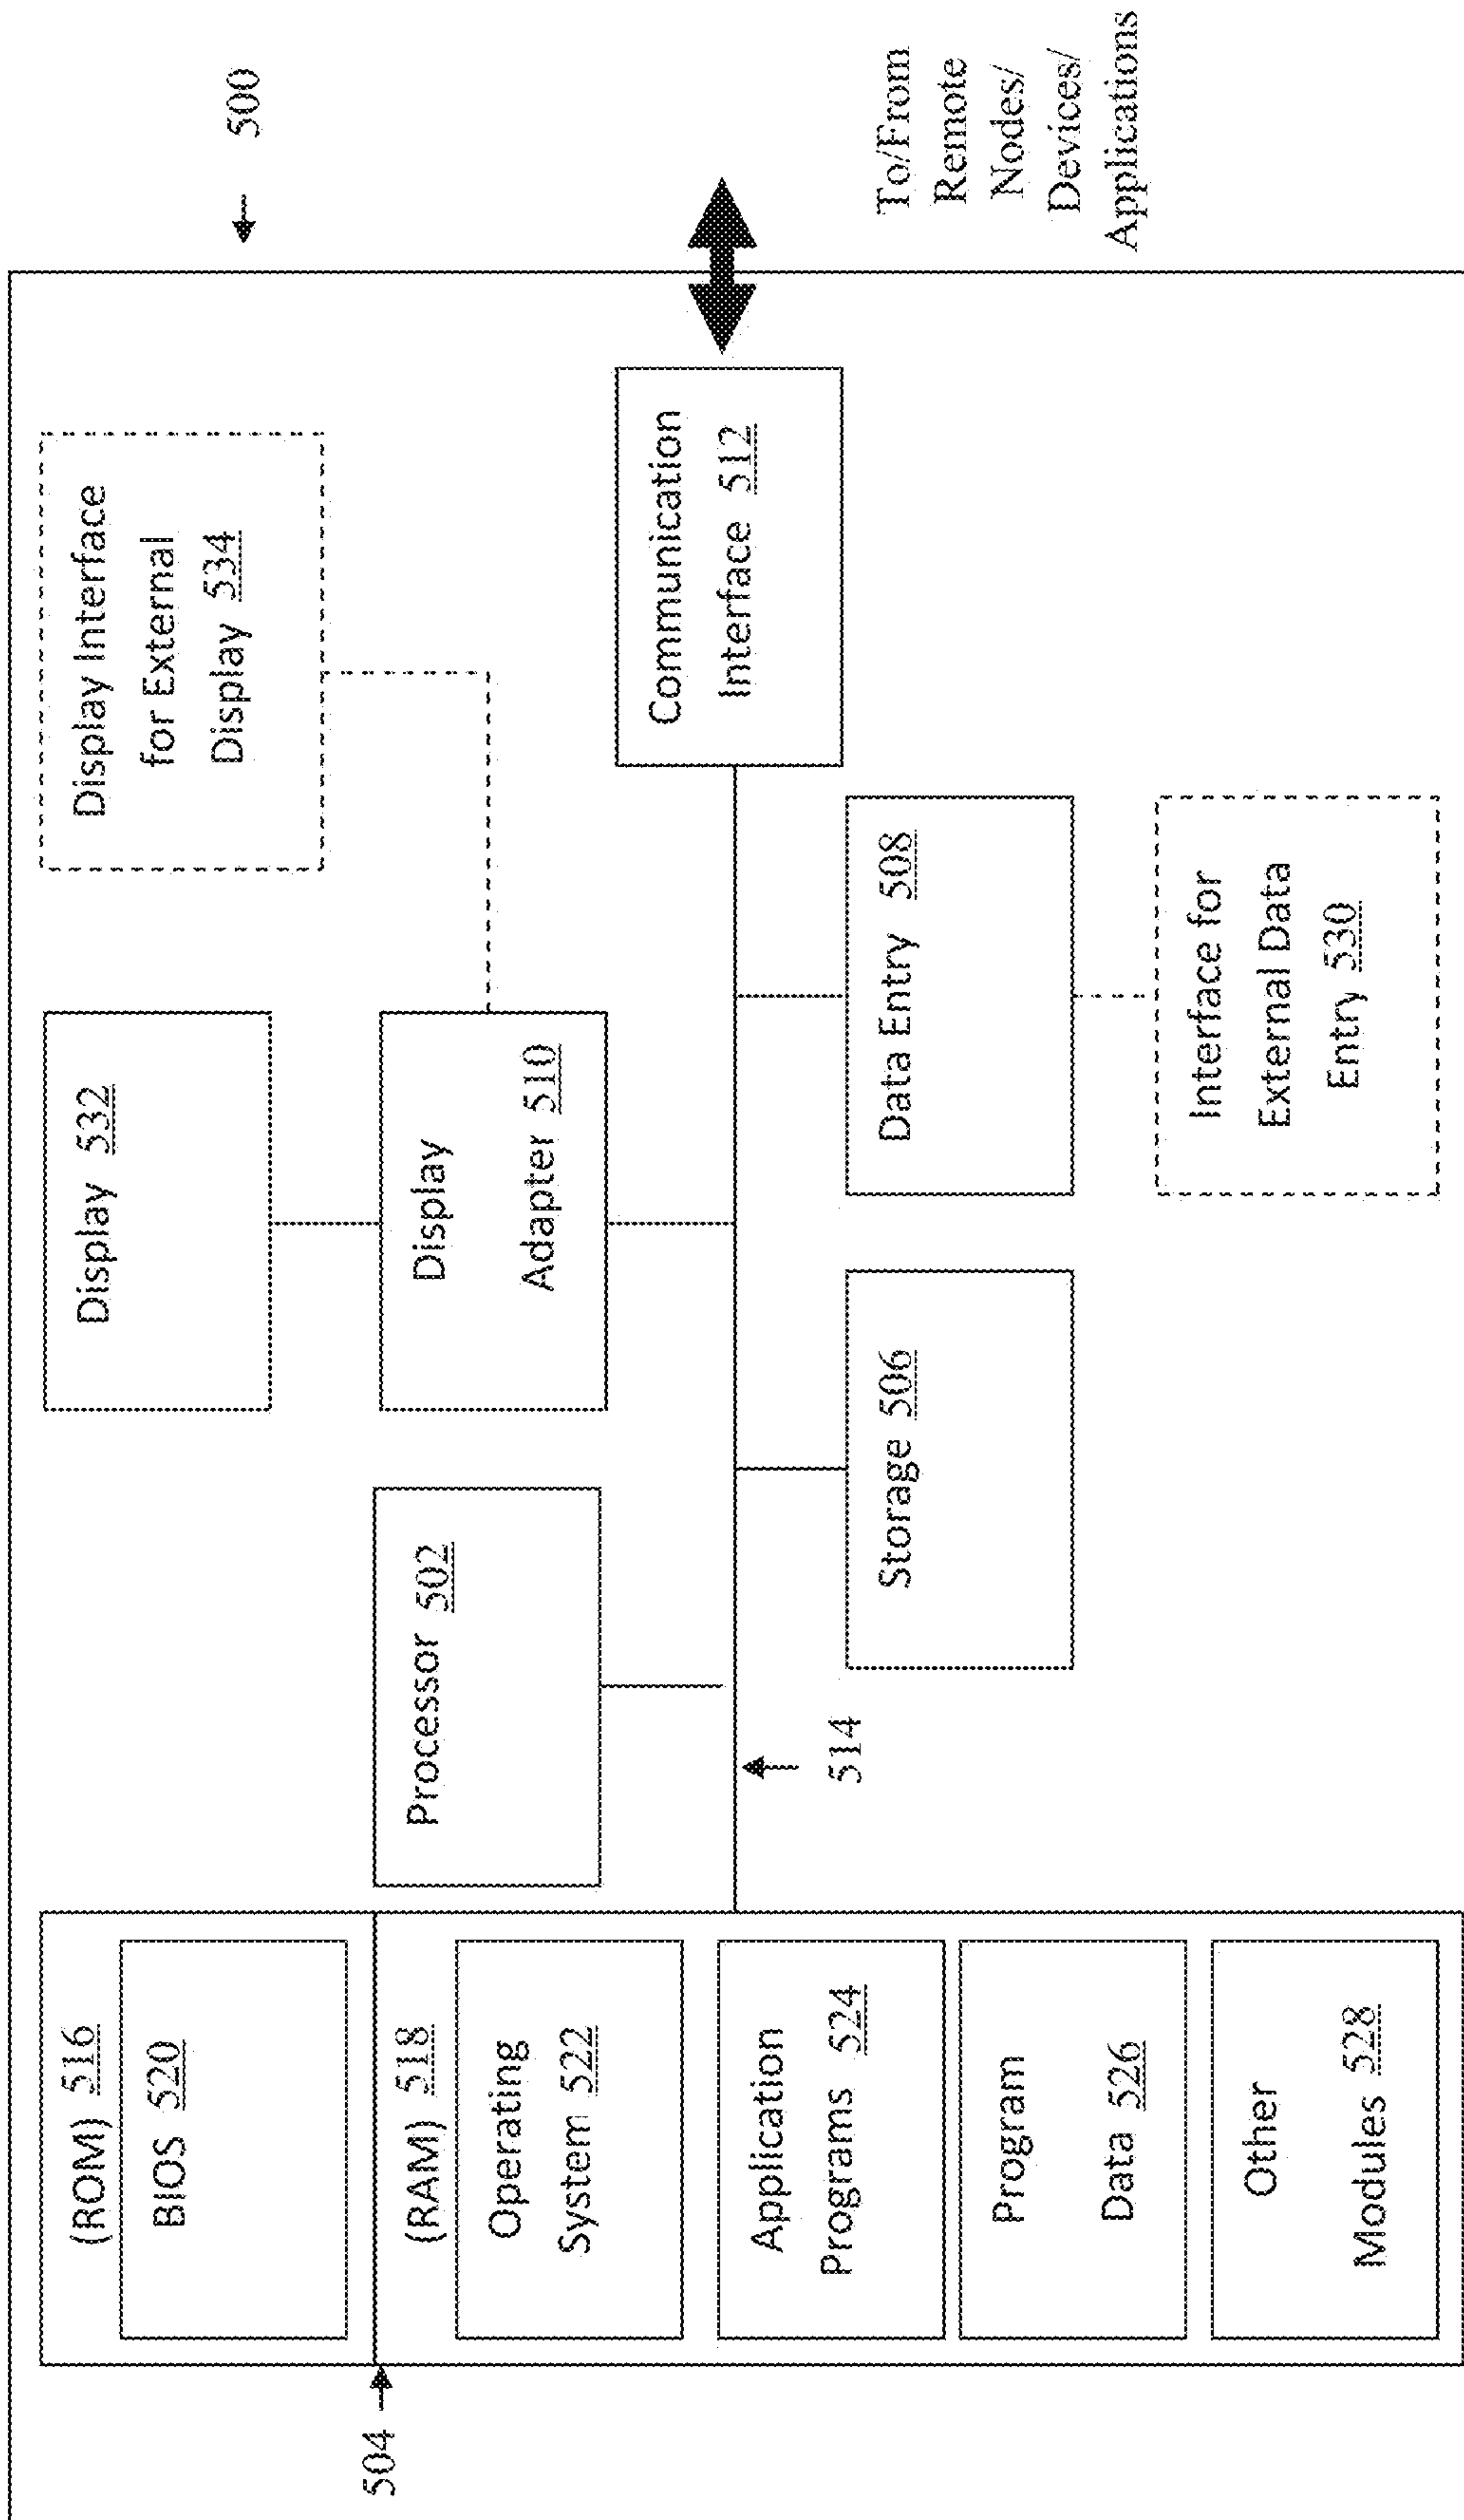 500
504
(ROM) 516
BIOS 520
(RAM) 518
Operating
System 522
Application
Programs 524
Program
Data 526
Other
Modules 528
Processor 502
514
Storage 506
Display 532
Display
Adapter 510
Data Entry 508
Interface for
External Data
Entry 530
Display Interface
for External
Display 534
Communication
Interface 512
To/From
Remote
Nodes/
Devices/
Applications